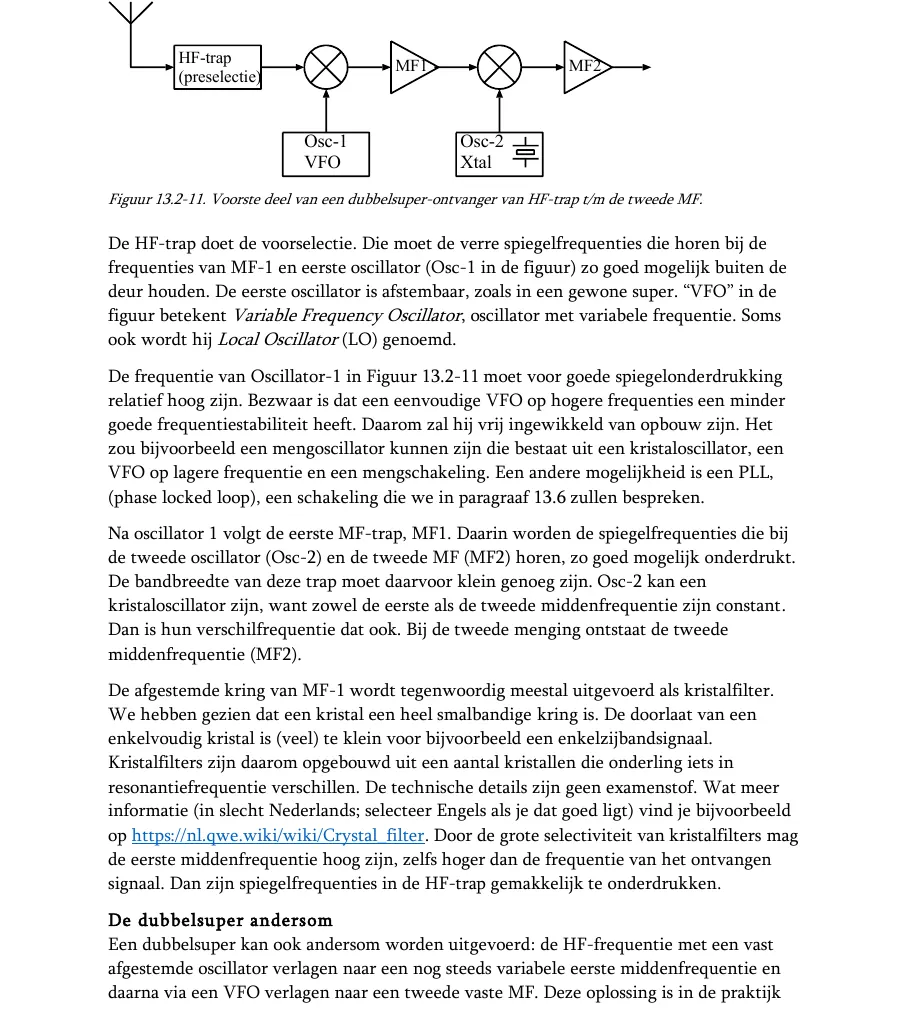 HF-trap
(preselectie)
MF1
MF2
Osc-1
VFO
Osc-2
Xtal
Figuur 13.2-11. Voorste deel van een dubbelsuper-ontvanger van HF-trap t/m de tweede MF.
De HF-trap doet de voorselectie. Die moet de verre spiegelfrequenties die horen bij de
frequenties van MF-1 en eerste oscillator (Osc-1 in de figuur) zo goed mogelijk buiten de
deur houden. De eerste oscillator is afstembaar, zoals in een gewone super. “VFO” in de
figuur betekent Variable Frequency Oscillator, oscillator met variabele frequentie. Soms
ook wordt hij Local Oscillator (LO) genoemd.
De frequentie van Oscillator-1 in Figuur 13.2-11 moet voor goede spiegelonderdrukking
relatief hoog zijn. Bezwaar is dat een eenvoudige VFO op hogere frequenties een minder
goede frequentiestabiliteit heeft. Daarom zal hij vrij ingewikkeld van opbouw zijn. Het
zou bijvoorbeeld een mengoscillator kunnen zijn die bestaat uit een kristaloscillator, een
VFO op lagere frequentie en een mengschakeling. Een andere mogelijkheid is een PLL,
(phase locked loop), een schakeling die we in paragraaf 13.6 zullen bespreken.
Na oscillator 1 volgt de eerste MF-trap, MF1. Daarin worden de spiegelfrequenties die bij
de tweede oscillator (Osc-2) en de tweede MF (MF2) horen, zo goed mogelijk onderdrukt.
De bandbreedte van deze trap moet daarvoor klein genoeg zijn. Osc-2 kan een
kristaloscillator zijn, want zowel de eerste als de tweede middenfrequentie zijn constant.
Dan is hun verschilfrequentie dat ook. Bij de tweede menging ontstaat de tweede
middenfrequentie (MF2).
De afgestemde kring van MF-1 wordt tegenwoordig meestal uitgevoerd als kristalfilter.
We hebben gezien dat een kristal een heel smalbandige kring is. De doorlaat van een
enkelvoudig kristal is (veel) te klein voor bijvoorbeeld een enkelzijbandsignaal.
Kristalfilters zijn daarom opgebouwd uit een aantal kristallen die onderling iets in
resonantiefrequentie verschillen. De technische details zijn geen examenstof. Wat meer
informatie (in slecht Nederlands; selecteer Engels als je dat goed ligt) vind je bijvoorbeeld
op https://nl.qwe.wiki/wiki/Crystal_filter. Door de grote selectiviteit van kristalfilters mag
de eerste middenfrequentie hoog zijn, zelfs hoger dan de frequentie van het ontvangen
signaal. Dan zijn spiegelfrequenties in de HF-trap gemakkelijk te onderdrukken.
De dubbelsuper andersom
Een dubbelsuper kan ook andersom worden uitgevoerd: de HF-frequentie met een vast
afgestemde oscillator verlagen naar een nog steeds variabele eerste middenfrequentie en
daarna via een VFO verlagen naar een tweede vaste MF. Deze oplossing is in de praktijk